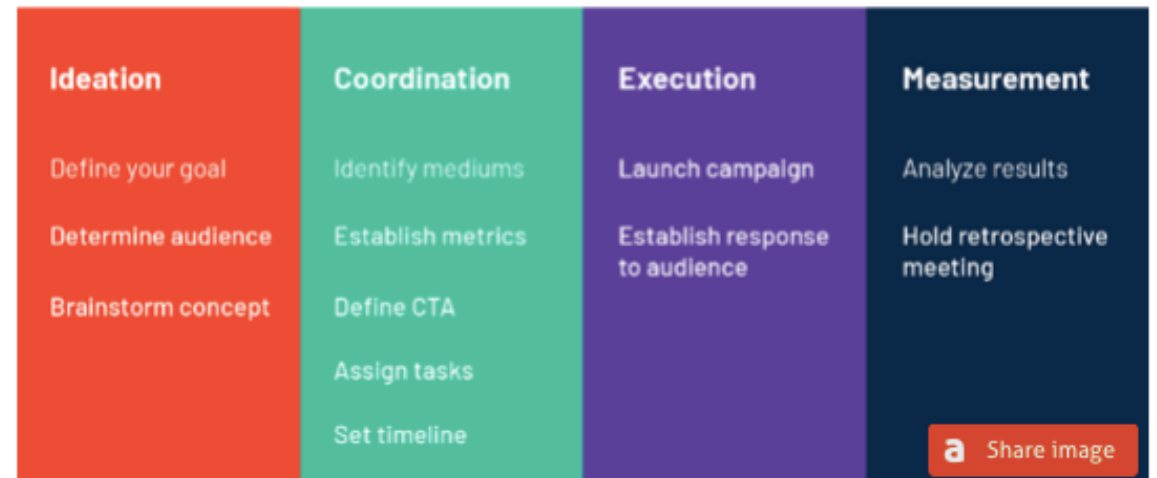 Ideation
Define your goal
Determine audience
Brainstorm concept
Coordination
Identify mediums
Establish metrics
Define CTA
Assign tasks
Set timeline
Execution
Launch campaign
Establish response
to audience
Measurement
Analyze results
Hold retrospective
meeting
a Share image